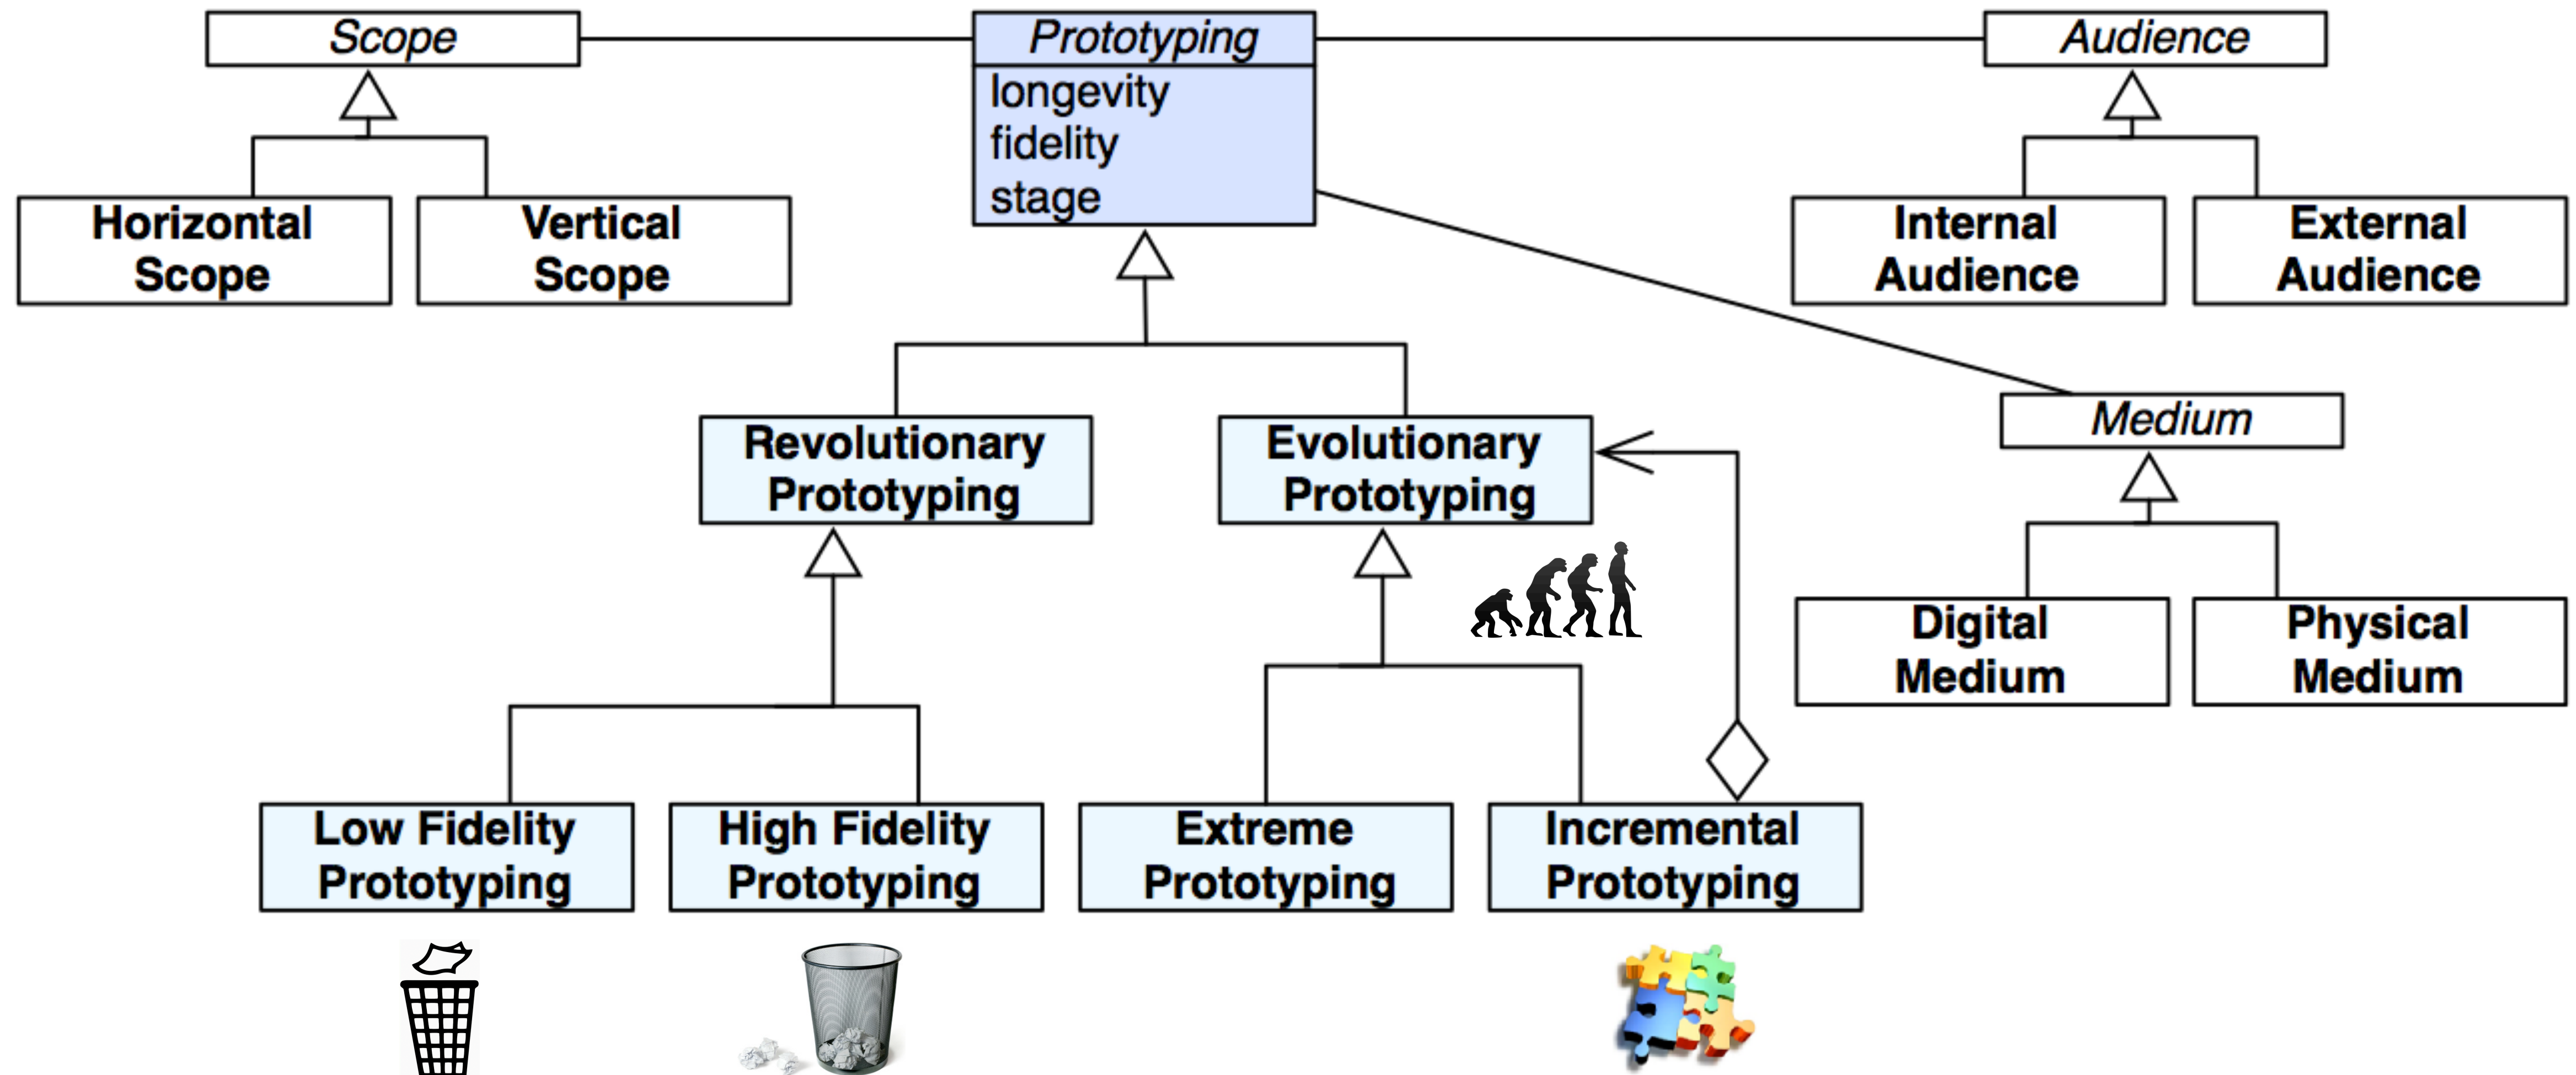 Scope
Prototyping
Audience
longevity
fidelity
stage
Horizontal
Scope
Vertical
Scope
Internal
Audience
External
Audience
Revolutionary
Prototyping
Evolutionary
Prototyping
Medium
Digital
Medium
Physical
Medium
Low Fidelity
Prototyping
High Fidelity
Prototyping
Extreme
Prototyping
Incremental
Prototyping